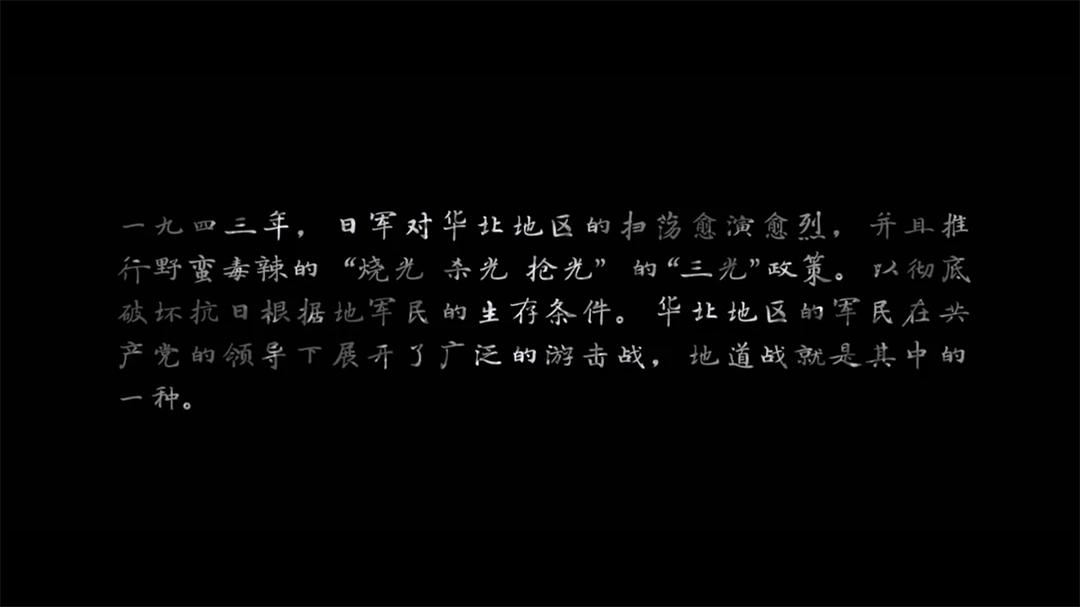 一九四三年，日军对华北地区的扫荡愈演愈烈，并且推
行野蛮毒辣的“烧光 杀光 抢光”的“三光”政策。以彻底
破坏抗日根据地军民的生存条件。华北地区的军民在共
产党的领导下展开了广泛的游击战，地道战就是其中的
一种。